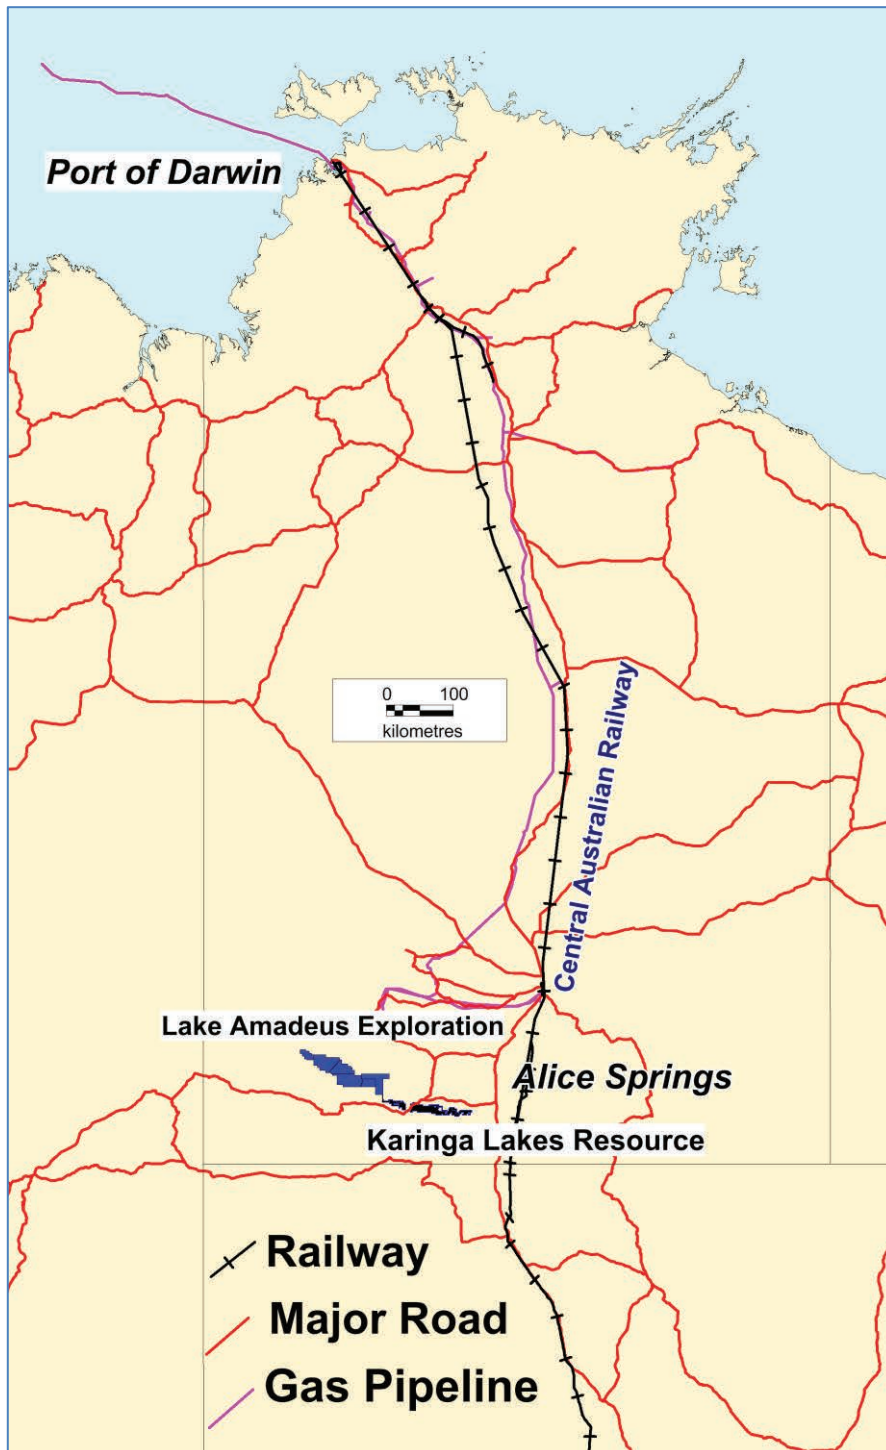 Port of Darwin
0 100
kilometres
Central Australian Railway
Lake Amadeus Exploration
Alice Springs
Karinga Lakes Resource
Railway
Major Road
Gas Pipeline